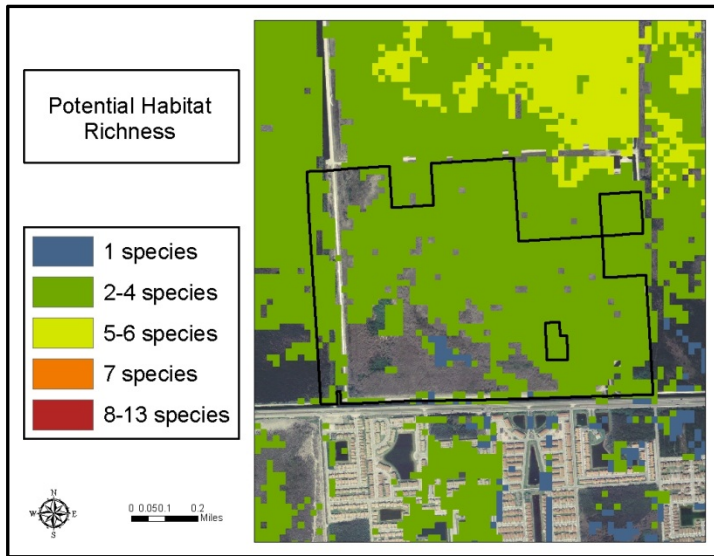 Potential Habitat
Richness
1 species
2-4 species
5-6 species
7 species
8-13 species
N
W E
S
0 0.050.1 0.2
Miles